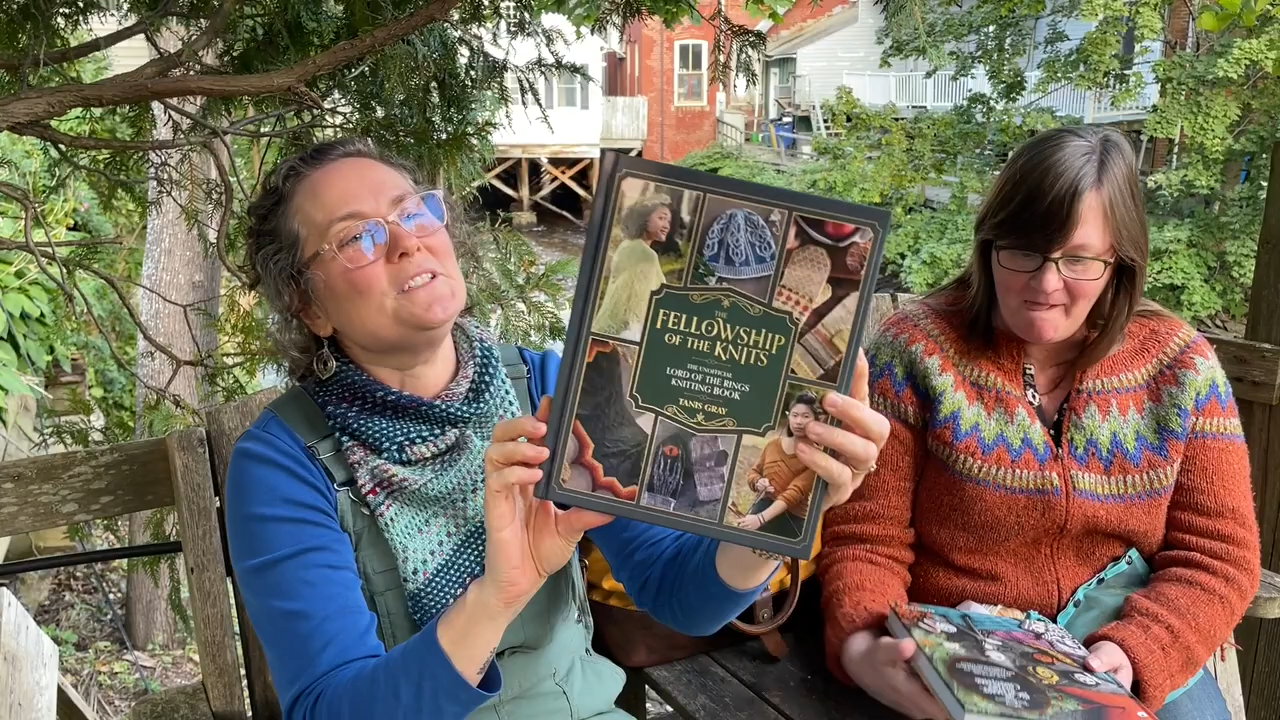 THE
FELLOWSHIP
OF THE KNITS
THE UNOFFICIAL
LORD OF THE RINGS
KNITTING BOOK
TANIS GRAY